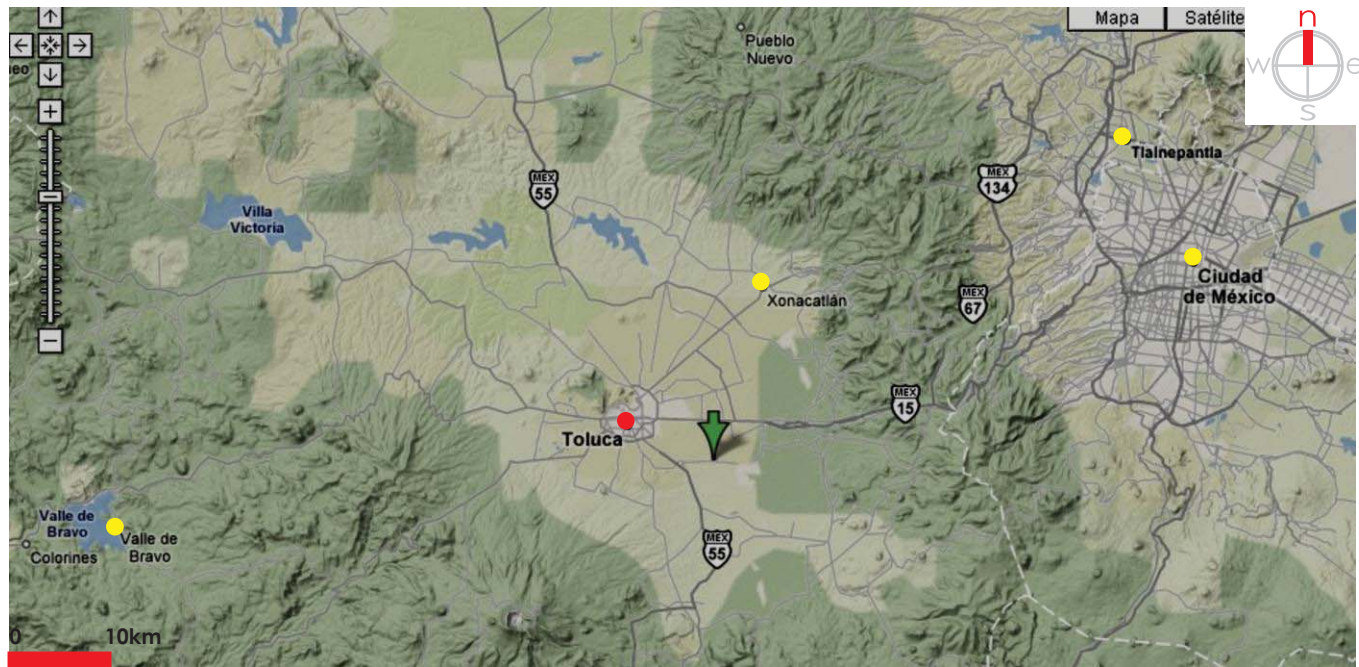 Mapa
Satélite
n
w
e
s
Pueblo
Nuevo
Tlalnepantla
MEX
55
MEX
134
Villa
Victoria
Ciudad
de México
Xonacatlán
MEX
67
MEX
15
Toluca
Valle de
Bravo
Valle de
Bravo
Colorines
MEX
55
0
10km